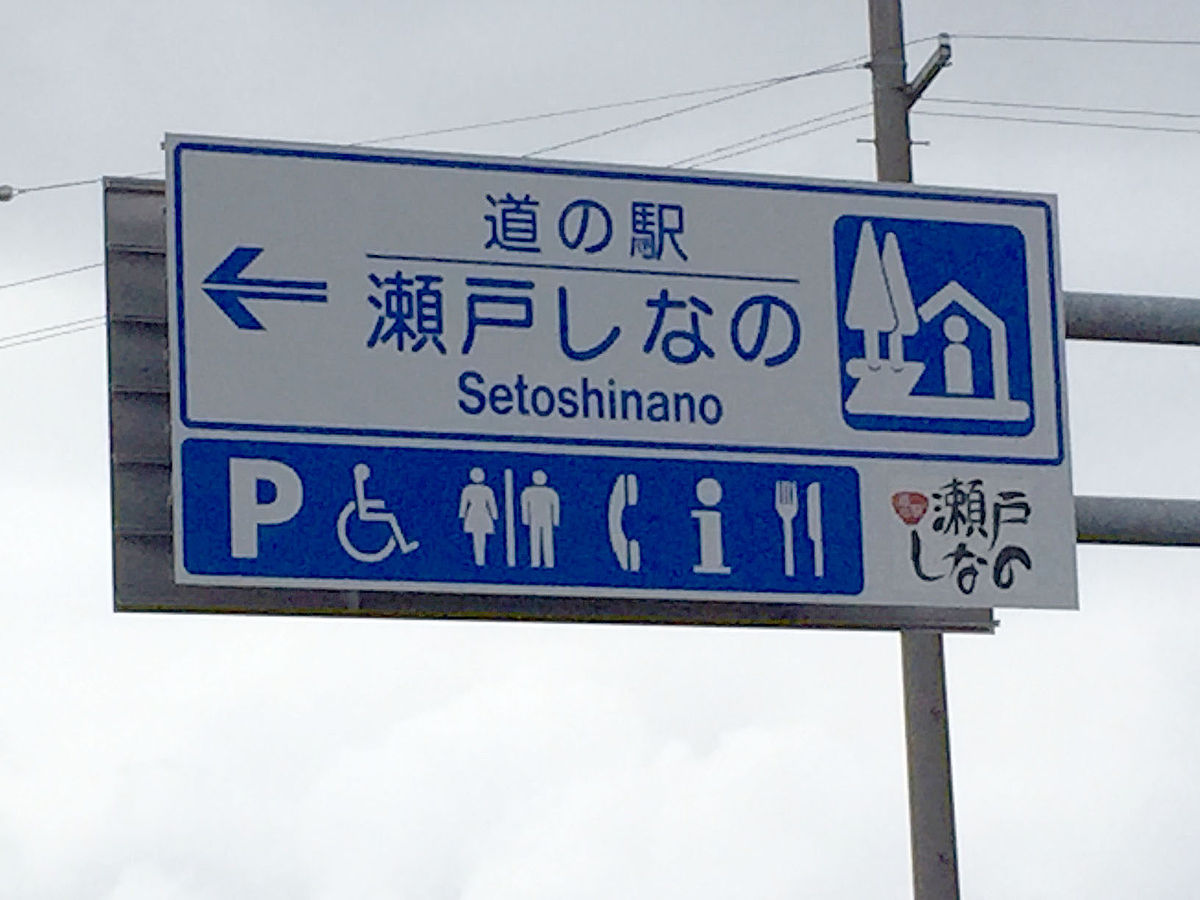 道の駅
瀬戸しなの
Setoshinano
P
i
瀬戸
しなの